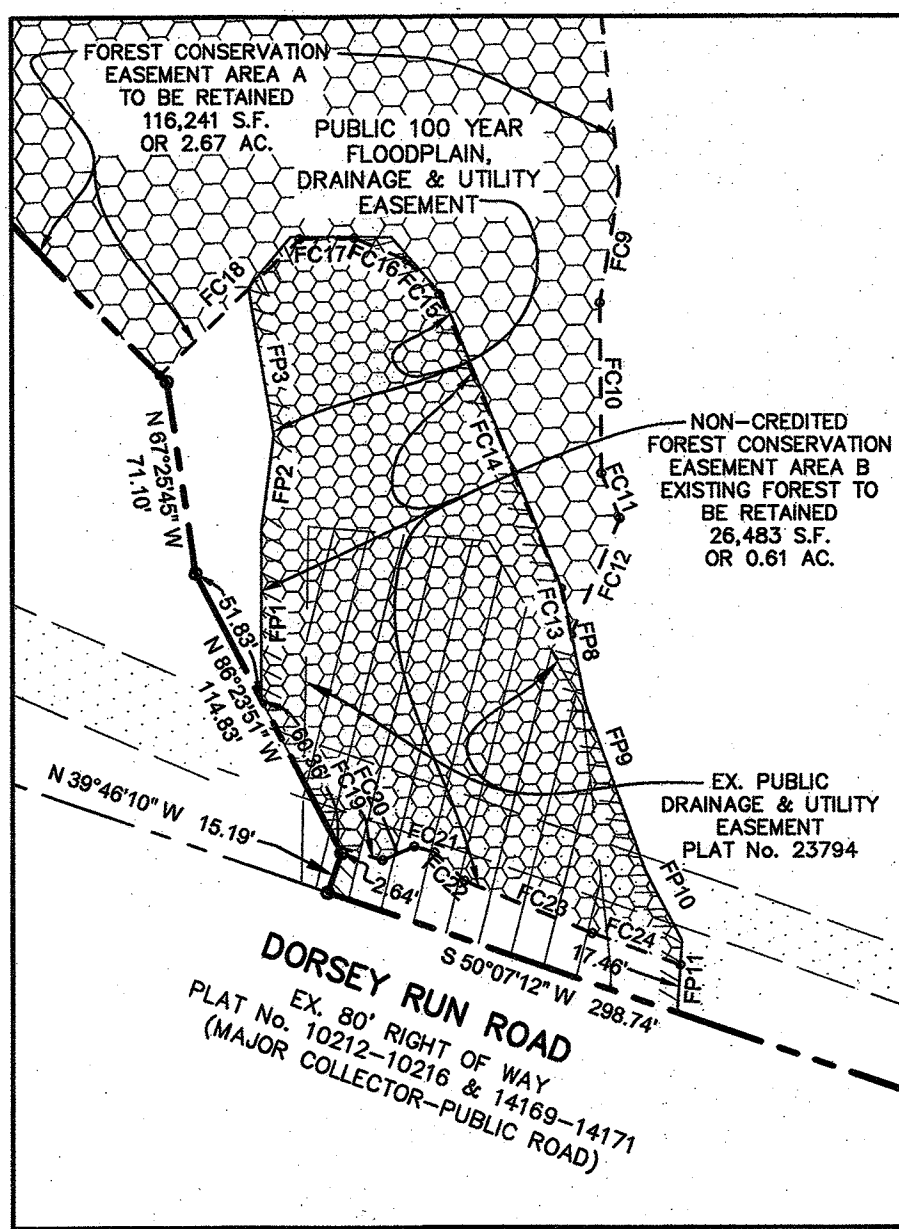 FOREST CONSERVATION
EASEMENT AREA A
TO BE RETAINED
116,241 S.F.
OR 2.67 AC.
PUBLIC 100 YEAR
FLOODPLAIN,
DRAINAGE & UTILITY
EASEMENT
FC9
FC17
FC16
FC15
FC18
FP3
FC10
FC14
FP2
NON-CREDITED
FOREST CONSERVATION
EASEMENT AREA B
EXISTING FOREST TO
BE RETAINED
26,483 S.F.
OR 0.61 AC.
FC11
FC12
N 67°25'45" W
71.10'
51.83'
FP1
FC13
FP8
N 86°23'51" W
114.83'
60.36'
FC19
FC20
FP9
N 39°46'10" W 15.19'
FC21
FC22
2.64'
EX. PUBLIC
DRAINAGE & UTILITY
EASEMENT
PLAT No. 23794
FP10
FC23
FC24
17.46'
FP11
S 50°07'12" W 298.74'
DORSEY RUN ROAD
EX. 80' RIGHT OF WAY
PLAT No. 10212-10216 & 14169-14171
(MAJOR COLLECTOR-PUBLIC ROAD)